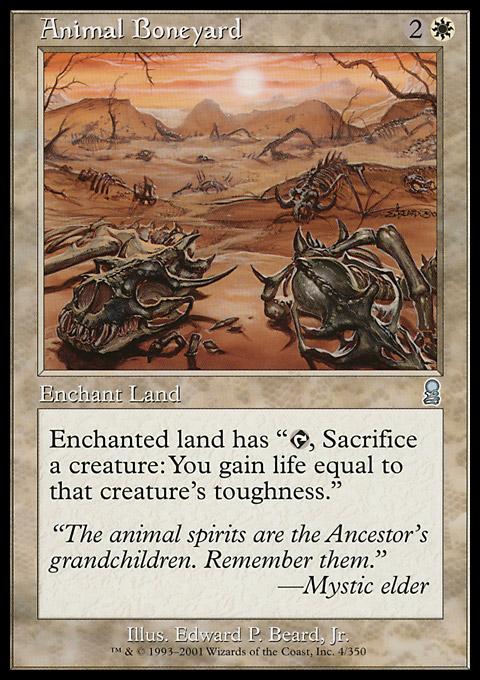 Animal Boneyard 2
Enchant Land
Enchanted land has “, Sacrifice
a creature: You gain life equal to
that creature’s toughness.”
“The animal spirits are the Ancestor’s
grandchildren. Remember them.”
—Mystic elder
Illus. Edward P. Beard, Jr.
™ & © 1993–2001 Wizards of the Coast, Inc. 4/350